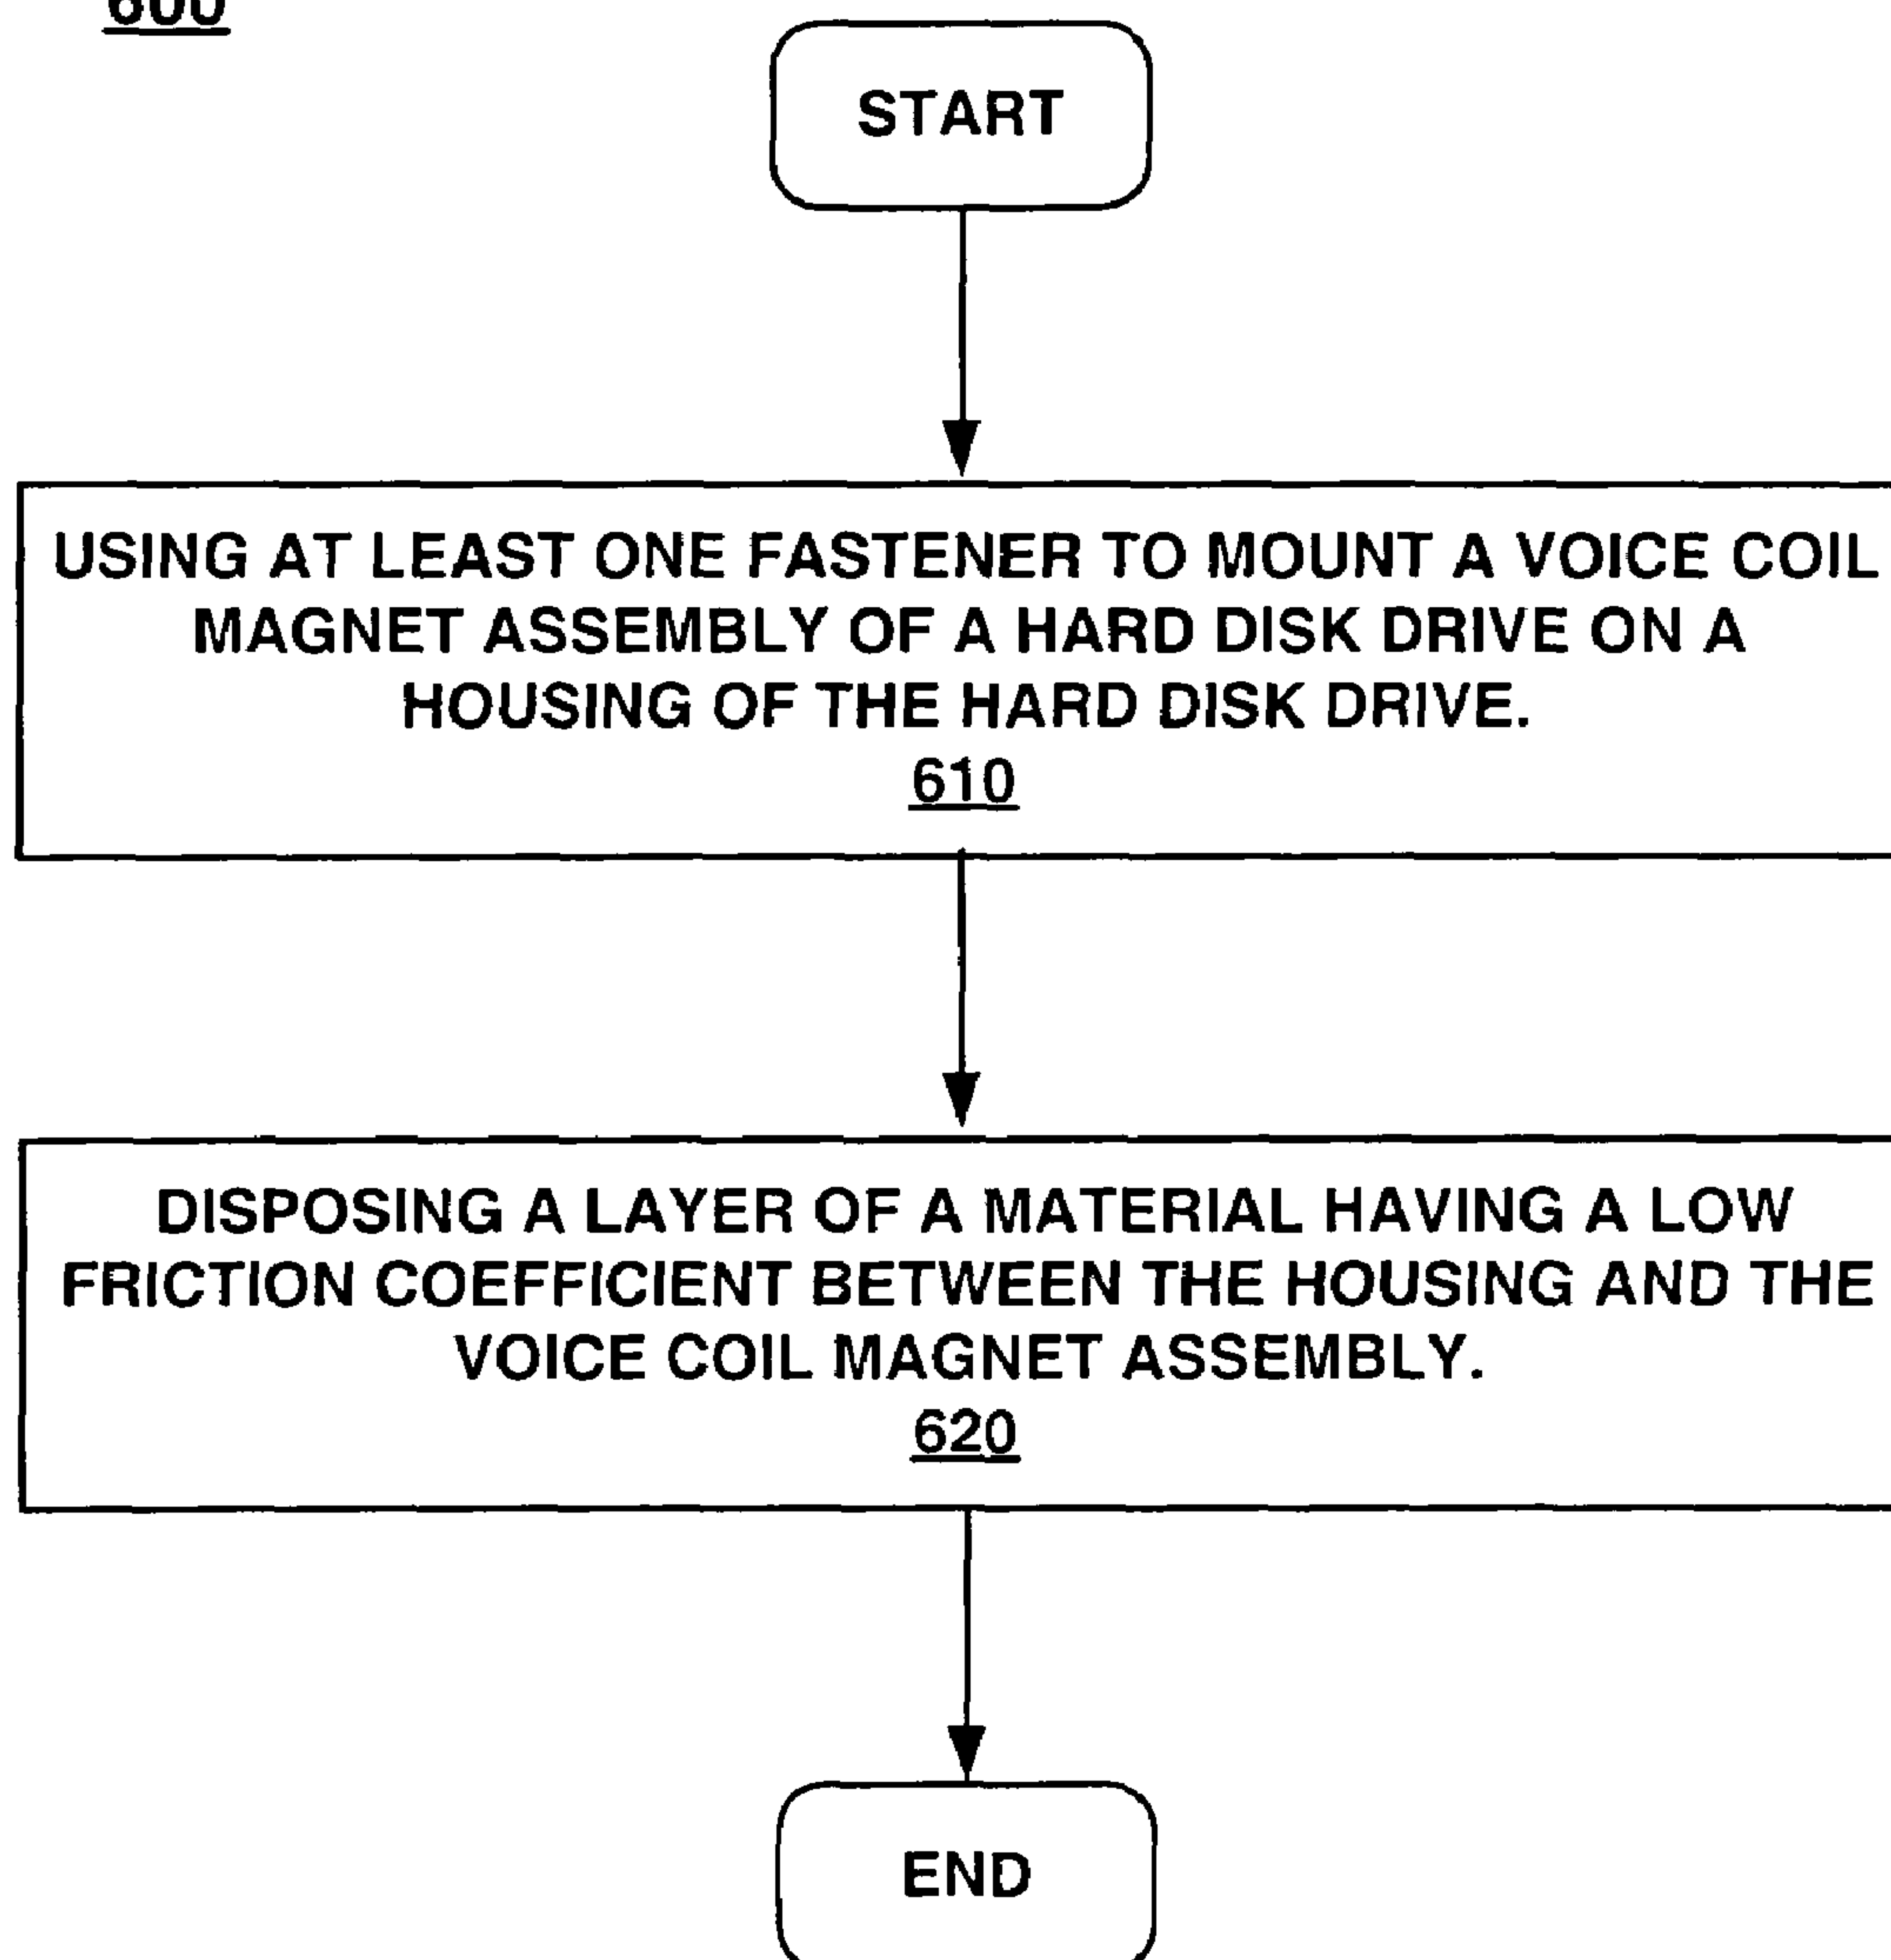 START
USING AT LEAST ONE FASTENER TO MOUNT A VOICE COIL
MAGNET ASSEMBLY OF A HARD DISK DRIVE ON A
HOUSING OF THE HARD DISK DRIVE.
610
DISPOSING A LAYER OF A MATERIAL HAVING A LOW
FRICTION COEFFICIENT BETWEEN THE HOUSING AND THE
VOICE COIL MAGNET ASSEMBLY.
620
END